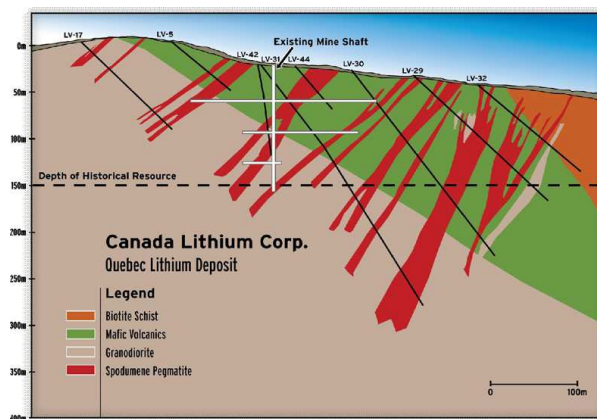 Existing Mine Shaft
LV-17
LV-5
LV-42
LV-31
LV-44
LV-30
LV-29
LV-32
0m
50m
100m
150m
200m
250m
300m
350m
400m
Depth of Historical Resource
Canada Lithium Corp.
Quebec Lithium Deposit
Legend
Biotite Schist
Mafic Volcanics
Granodiorite
Spodumene Pegmatite
0 100m